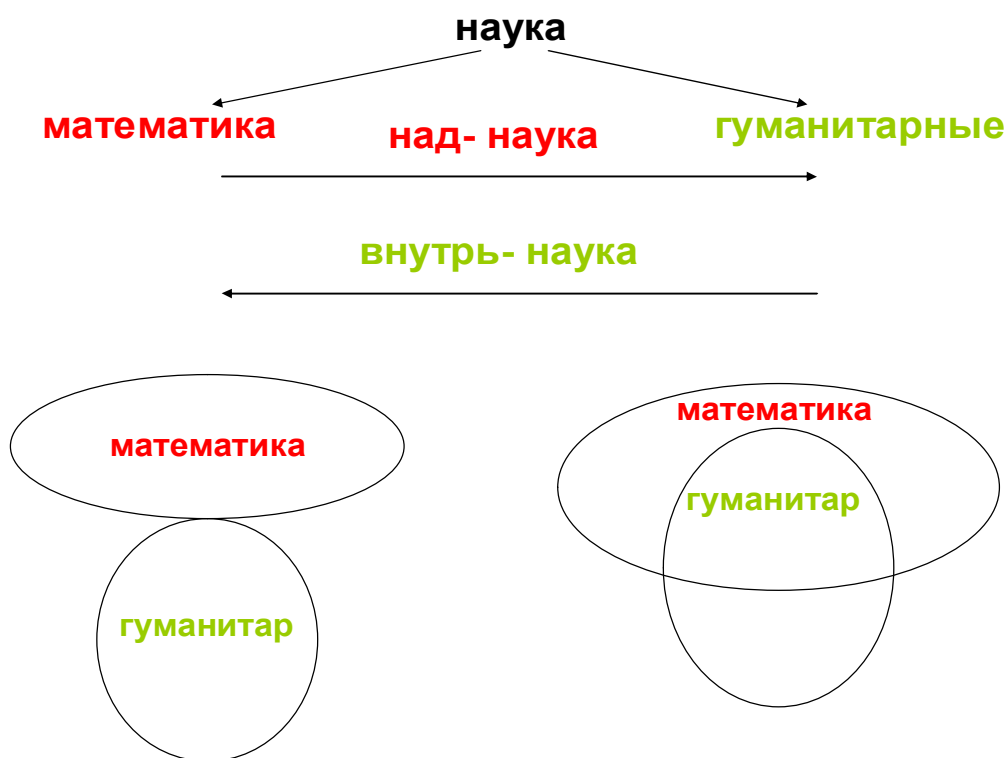 наука
математика
над- наука
гуманитарные
внутрь- наука
математика
гуманитар
математика
гуманитар